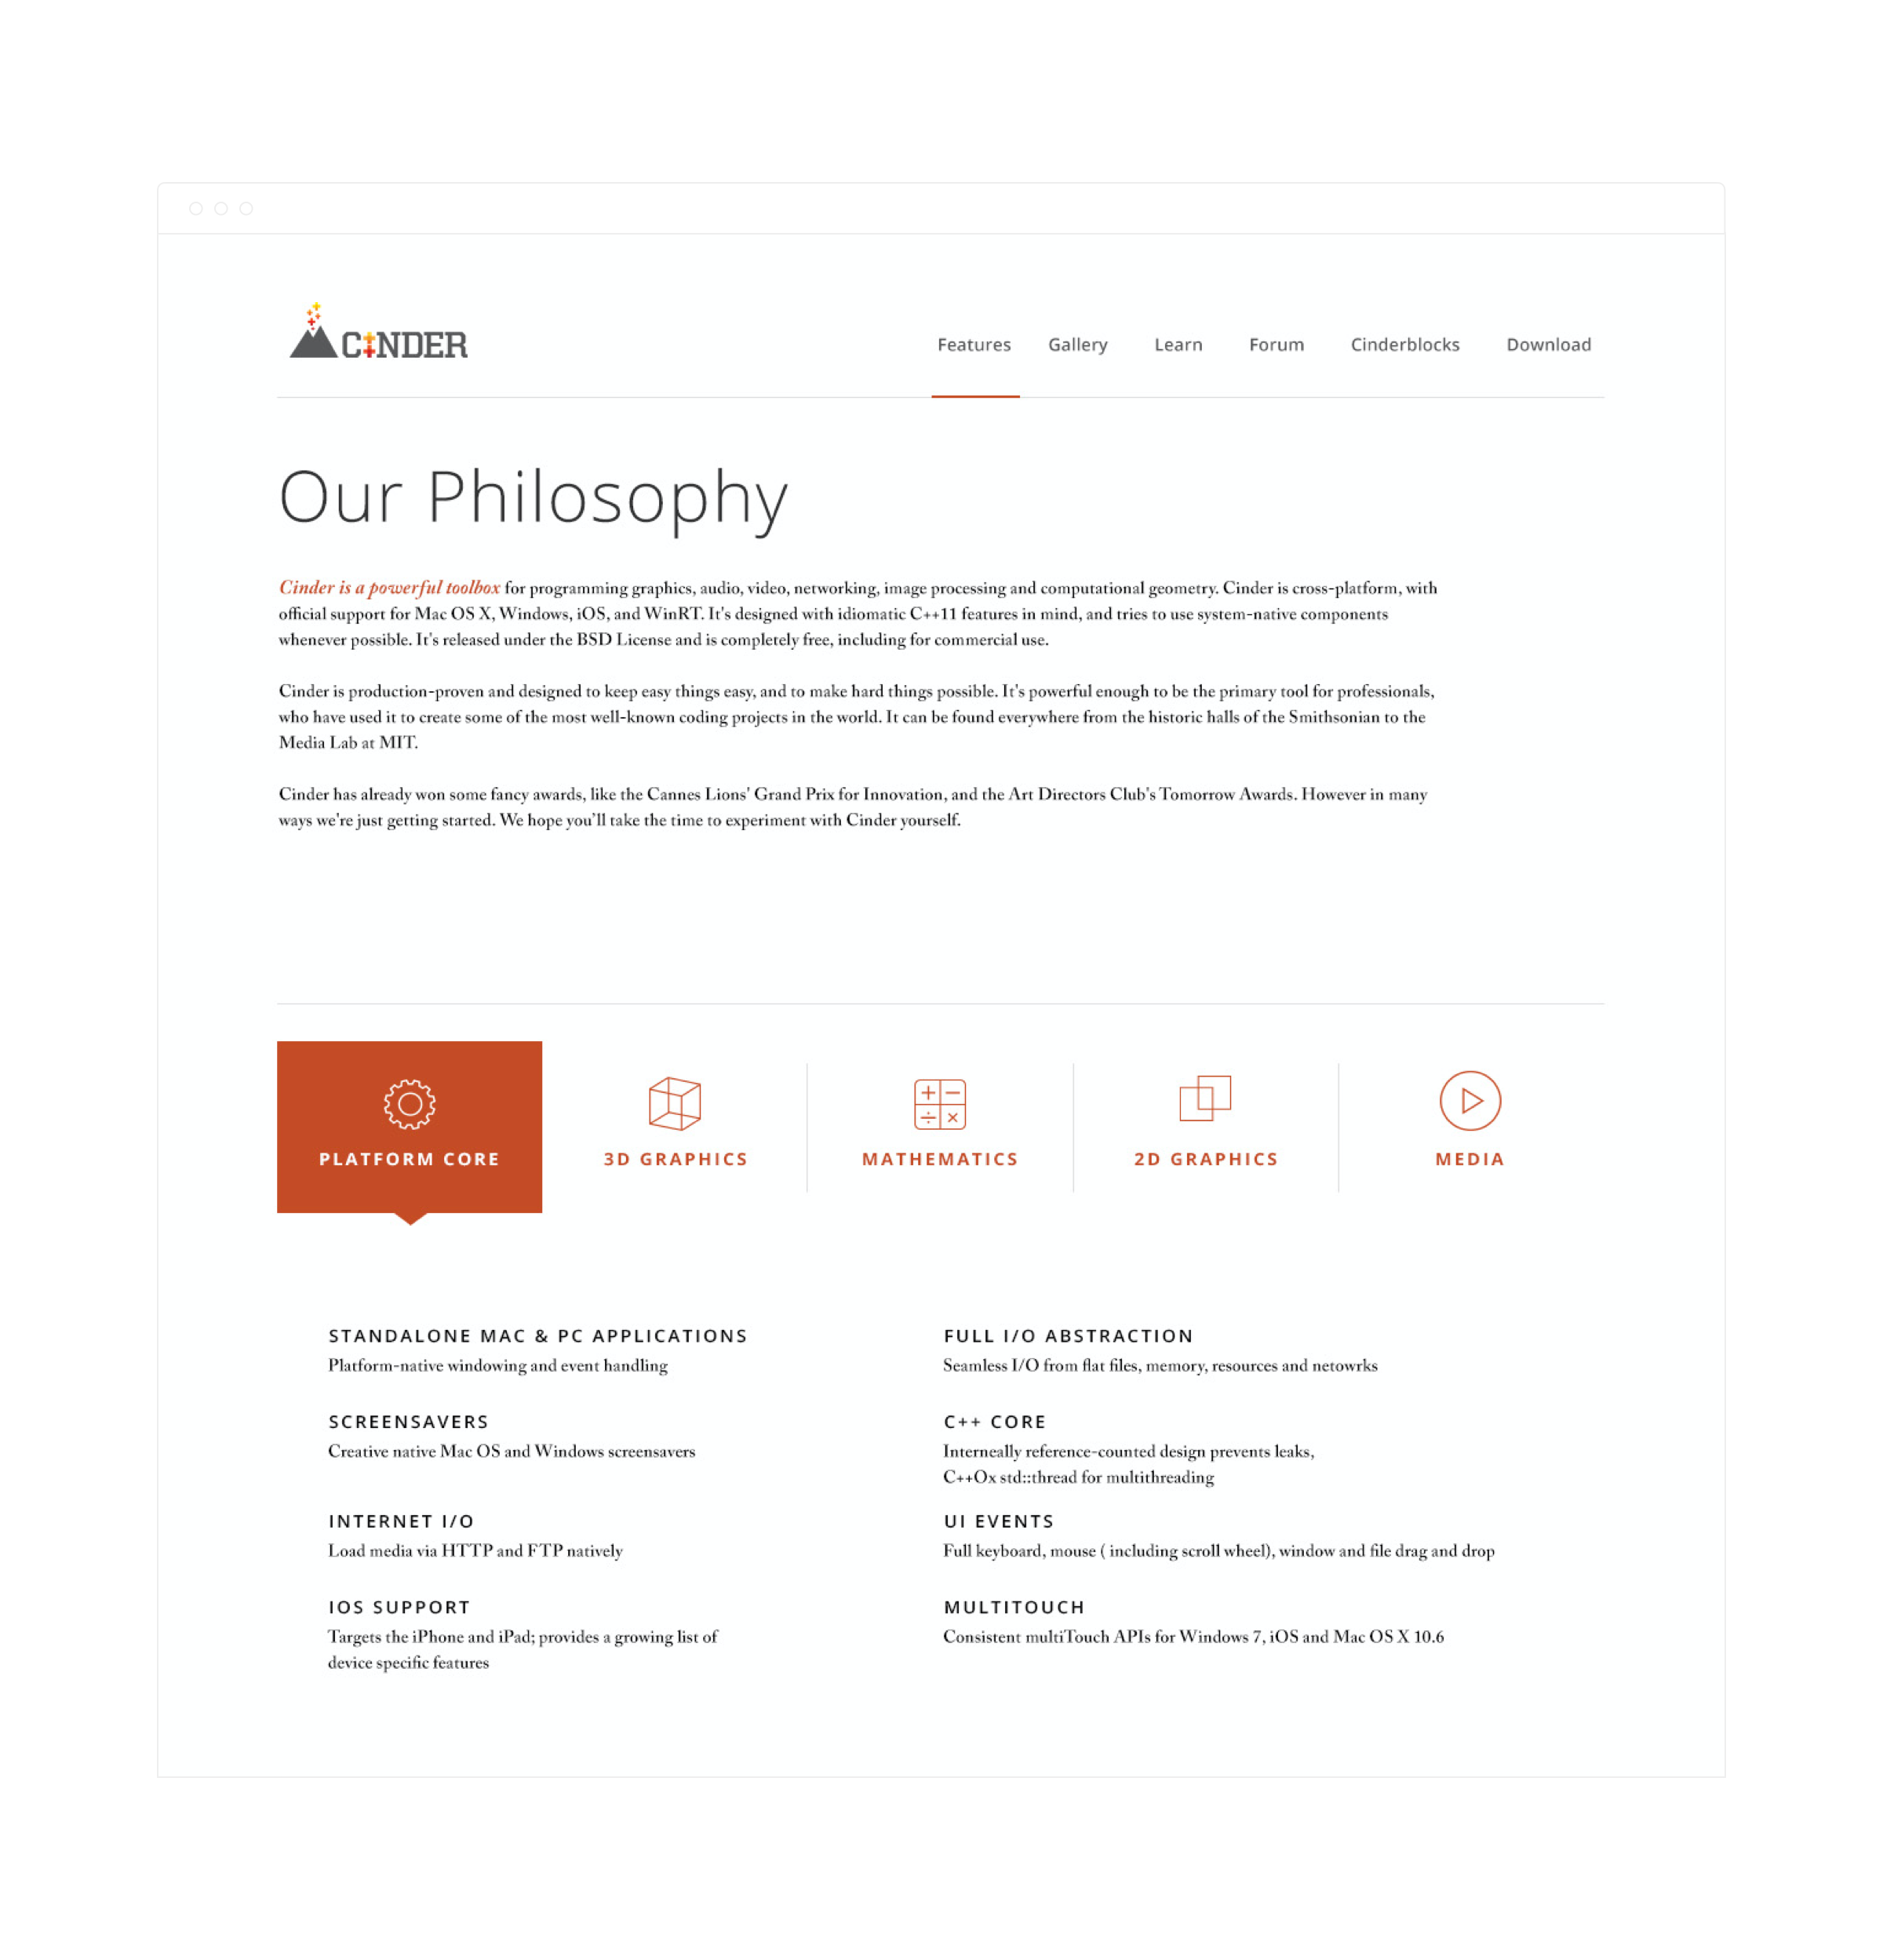 CINDER
Features Gallery Learn Forum Cinderblocks Download
Our Philosophy
Cinder is a powerful toolbox for programming graphics, audio, video, networking, image processing and computational geometry. Cinder is cross-platform, with
official support for Mac OS X, Windows, iOS, and WinRT. It's designed with idiomatic C++11 features in mind, and tries to use system-native components
whenever possible. It's released under the BSD License and is completely free, including for commercial use.
Cinder is production-proven and designed to keep easy things easy, and to make hard things possible. It's powerful enough to be the primary tool for professionals,
who have used it to create some of the most well-known coding projects in the world. It can be found everywhere from the historic halls of the Smithsonian to the
Media Lab at MIT.
Cinder has already won some fancy awards, like the Cannes Lions' Grand Prix for Innovation, and the Art Directors Club's Tomorrow Awards. However in many
ways we're just getting started. We hope you'll take the time to experiment with Cinder yourself.
PLATFORM CORE
3D GRAPHICS
MATHEMATICS
2D GRAPHICS
MEDIA
STANDALONE MAC & PC APPLICATIONS
Platform-native windowing and event handling
SCREENSAVERS
Creative native Mac OS and Windows screensavers
INTERNET I/O
Load media via HTTP and FTP natively
IOS SUPPORT
Targets the iPhone and iPad; provides a growing list of
device specific features
FULL I/O ABSTRACTION
Seamless I/O from flat files, memory, resources and netowrks
C++ CORE
Interneally reference-counted design prevents leaks,
C++Ox std::thread for multithreading
UI EVENTS
Full keyboard, mouse ( including scroll wheel), window and file drag and drop
MULTITOUCH
Consistent multiTouch APIs for Windows 7, iOS and Mac OS X 10.6